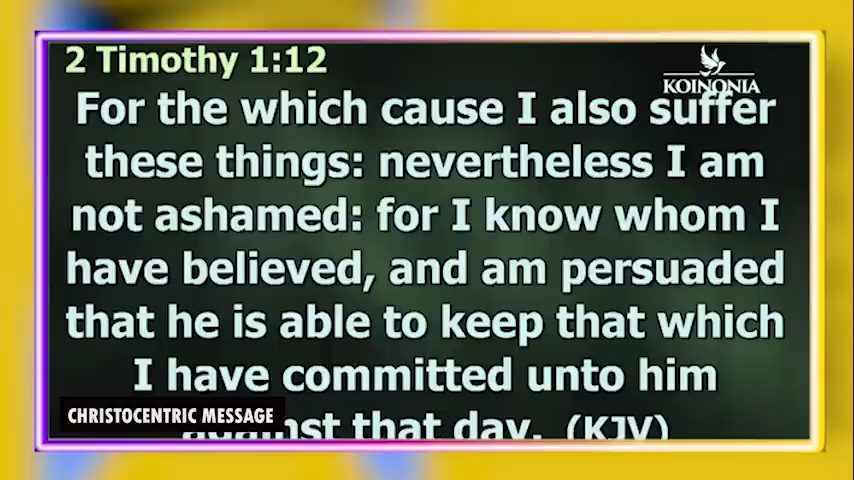 2 Timothy 1:12
KOINONIA
For the which cause I also suffer
these things: nevertheless I am
not ashamed: for I know whom I
have believed, and am persuaded
that he is able to keep that which
I have committed unto him
against that day. (KJV)
CHRISTOCENTRIC MESSAGE